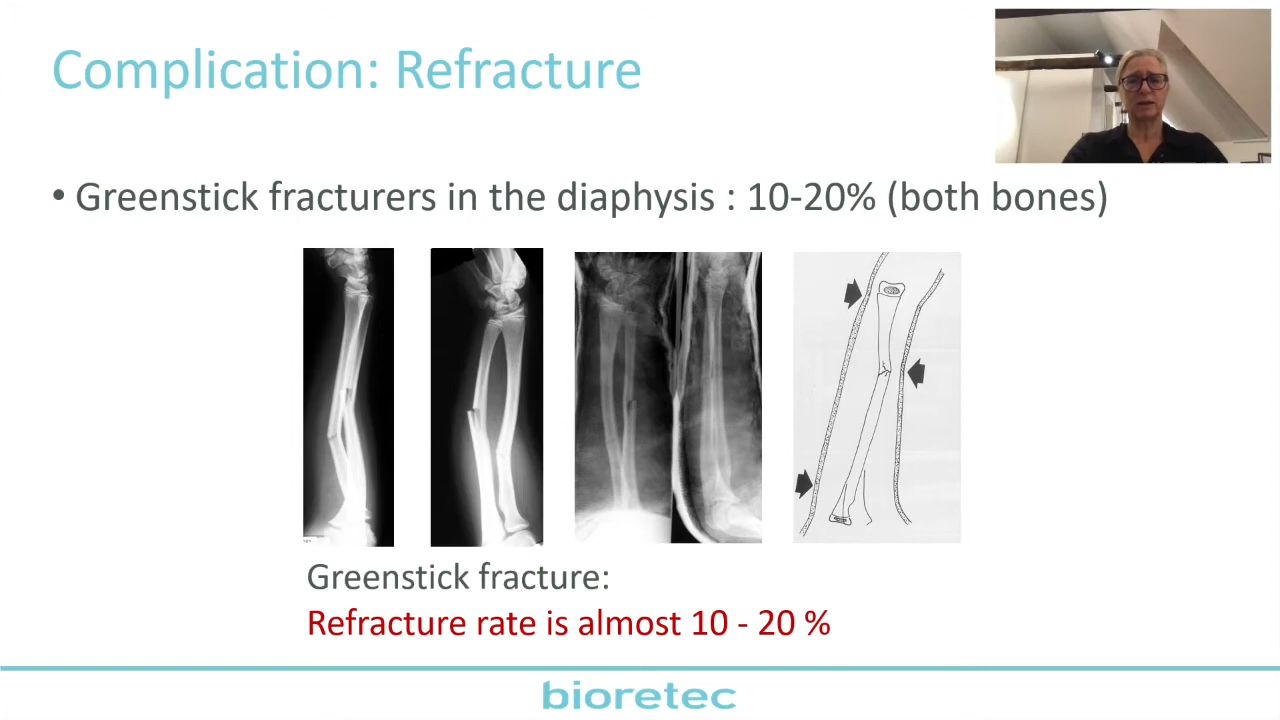 Complication: Refracture
• Greenstick fracturers in the diaphysis : 10-20% (both bones)
Greenstick fracture:
Refracture rate is almost 10 - 20 %
bioretec